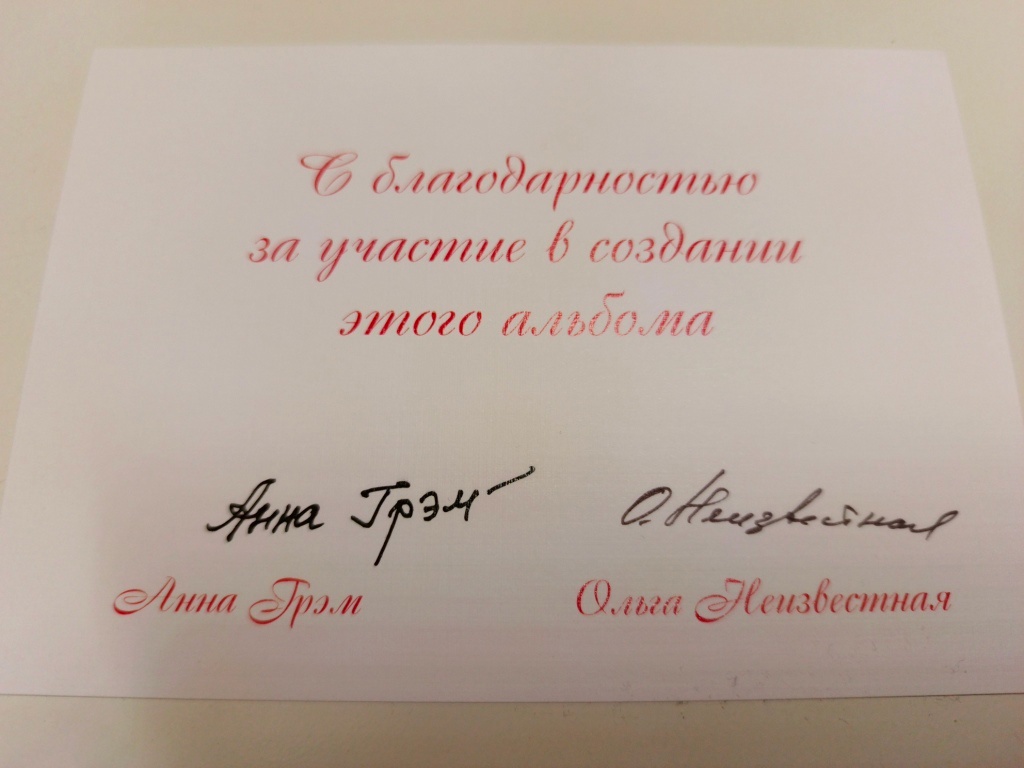 С благодарностью
за участие в создании
этого альбома
Анна Грэм
О. Неизвестная
Анна Грэм
Ольга Неизвестная